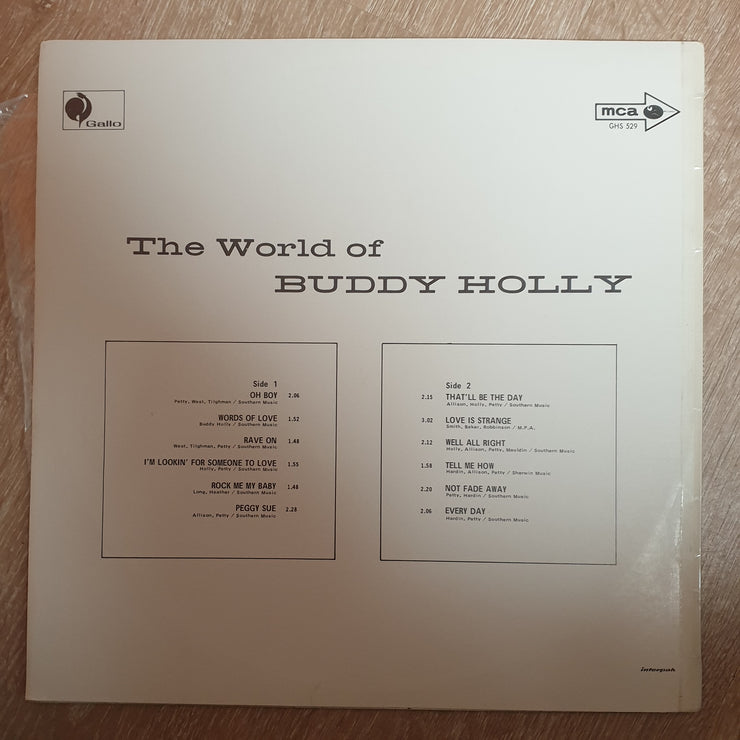 Gallo
mca
GHS 529
The World of
BUDDY HOLLY
Side 1
OH BOY 2.06
Petty, West, Tilghman / Southern Music
WORDS OF LOVE 1.52
Buddy Holly / Southern Music
RAVE ON 1.48
West, Tilghman, Petty / Southern Music
I'M LOOKIN' FOR SOMEONE TO LOVE 1.55
Holly, Petty / Southern Music
ROCK ME MY BABY 1.48
Long, Heather / Southern Music
PEGGY SUE 2.28
Allison, Petty / Southern Music
Side 2
2.15 THAT'LL BE THE DAY
Allison, Holly, Petty / Southern Music
3.02 LOVE IS STRANGE
Smith, Baker, Robbinson / M.P.A.
2.12 WELL ALL RIGHT
Holly, Allison, Petty, Mauldin / Southern Music
1.58 TELL ME HOW
Hardin, Allison, Petty / Sherwin Music
2.20 NOT FADE AWAY
Petty, Hardin / Southern Music
2.06 EVERY DAY
Hardin, Petty / Southern Music
interpak